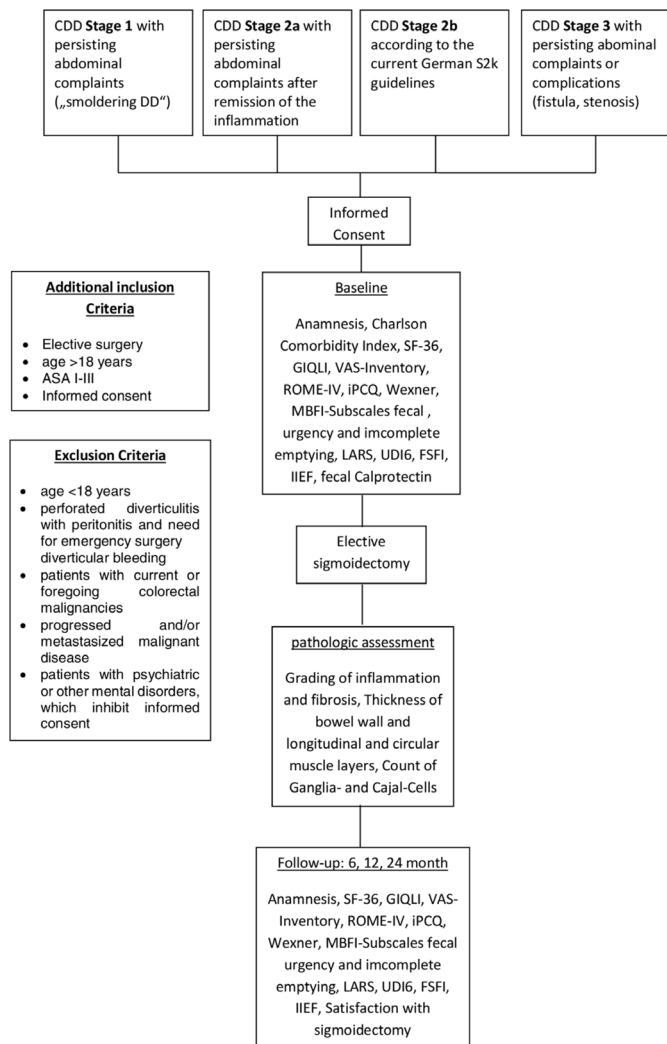 CDD Stage 1 with
persisting
abdominal
complaints
(„smoldering DD“)
CDD Stage 2a with
persisting
abdominal
complaints after
remission of the
inflammation
CDD Stage 2b
according to the
current German S2k
guidelines
CDD Stage 3 with
persisting abominal
complaints or
complications
(fistula, stenosis)
Informed
Consent
Additional inclusion
Criteria
• Elective surgery
• age >18 years
• ASA I-III
• Informed consent
Exclusion Criteria
• age <18 years
• perforated diverticulitis
with peritonitis and need
for emergency surgery
diverticular bleeding
• patients with current or
foregoing colorectal
malignancies
• progressed and/or
metastasized malignant
disease
• patients with psychiatric
or other mental disorders,
which inhibit informed
consent
Baseline
Anamnesis, Charlson
Comorbidity Index, SF-36,
GIQLI, VAS-Inventory,
ROME-IV, iPCQ, Wexner,
MBFI-Subscales fecal ,
urgency and imcomplete
emptying, LARS, UDI6, FSFI,
IIEF, fecal Calprotectin
Elective
sigmoidectomy
pathologic assessment
Grading of inflammation
and fibrosis, Thickness of
bowel wall and
longitudinal and circular
muscle layers, Count of
Ganglia- and Cajal-Cells
Follow-up: 6, 12, 24 month
Anamnesis, SF-36, GIQLI, VAS-
Inventory, ROME-IV, iPCQ,
Wexner, MBFI-Subscales fecal
urgency and imcomplete
emptying, LARS, UDI6, FSFI,
IIEF, Satisfaction with
sigmoidectomy